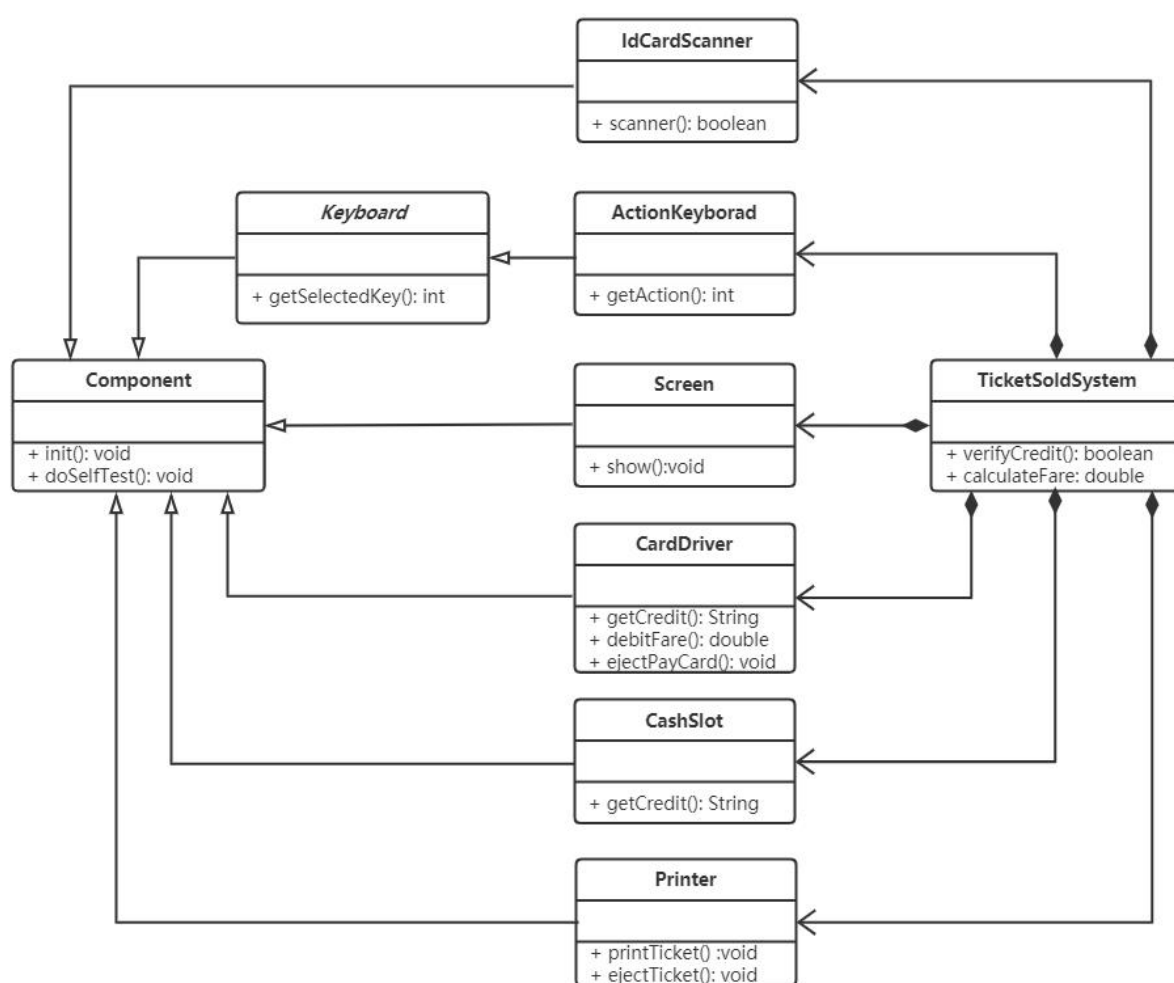 IdCardScanner
+ scanner(): boolean
Keyboard
+ getSelectedKey(): int
ActionKeyborad
+ getAction(): int
Component
+ init(): void
+ doSelfTest(): void
Screen
+ show():void
TicketSoldSystem
+ verifyCredit(): boolean
+ calculateFare: double
CardDriver
+ getCredit(): String
+ debitFare(): double
+ ejectPayCard(): void
CashSlot
+ getCredit(): String
Printer
+ printTicket() :void
+ ejectTicket(): void